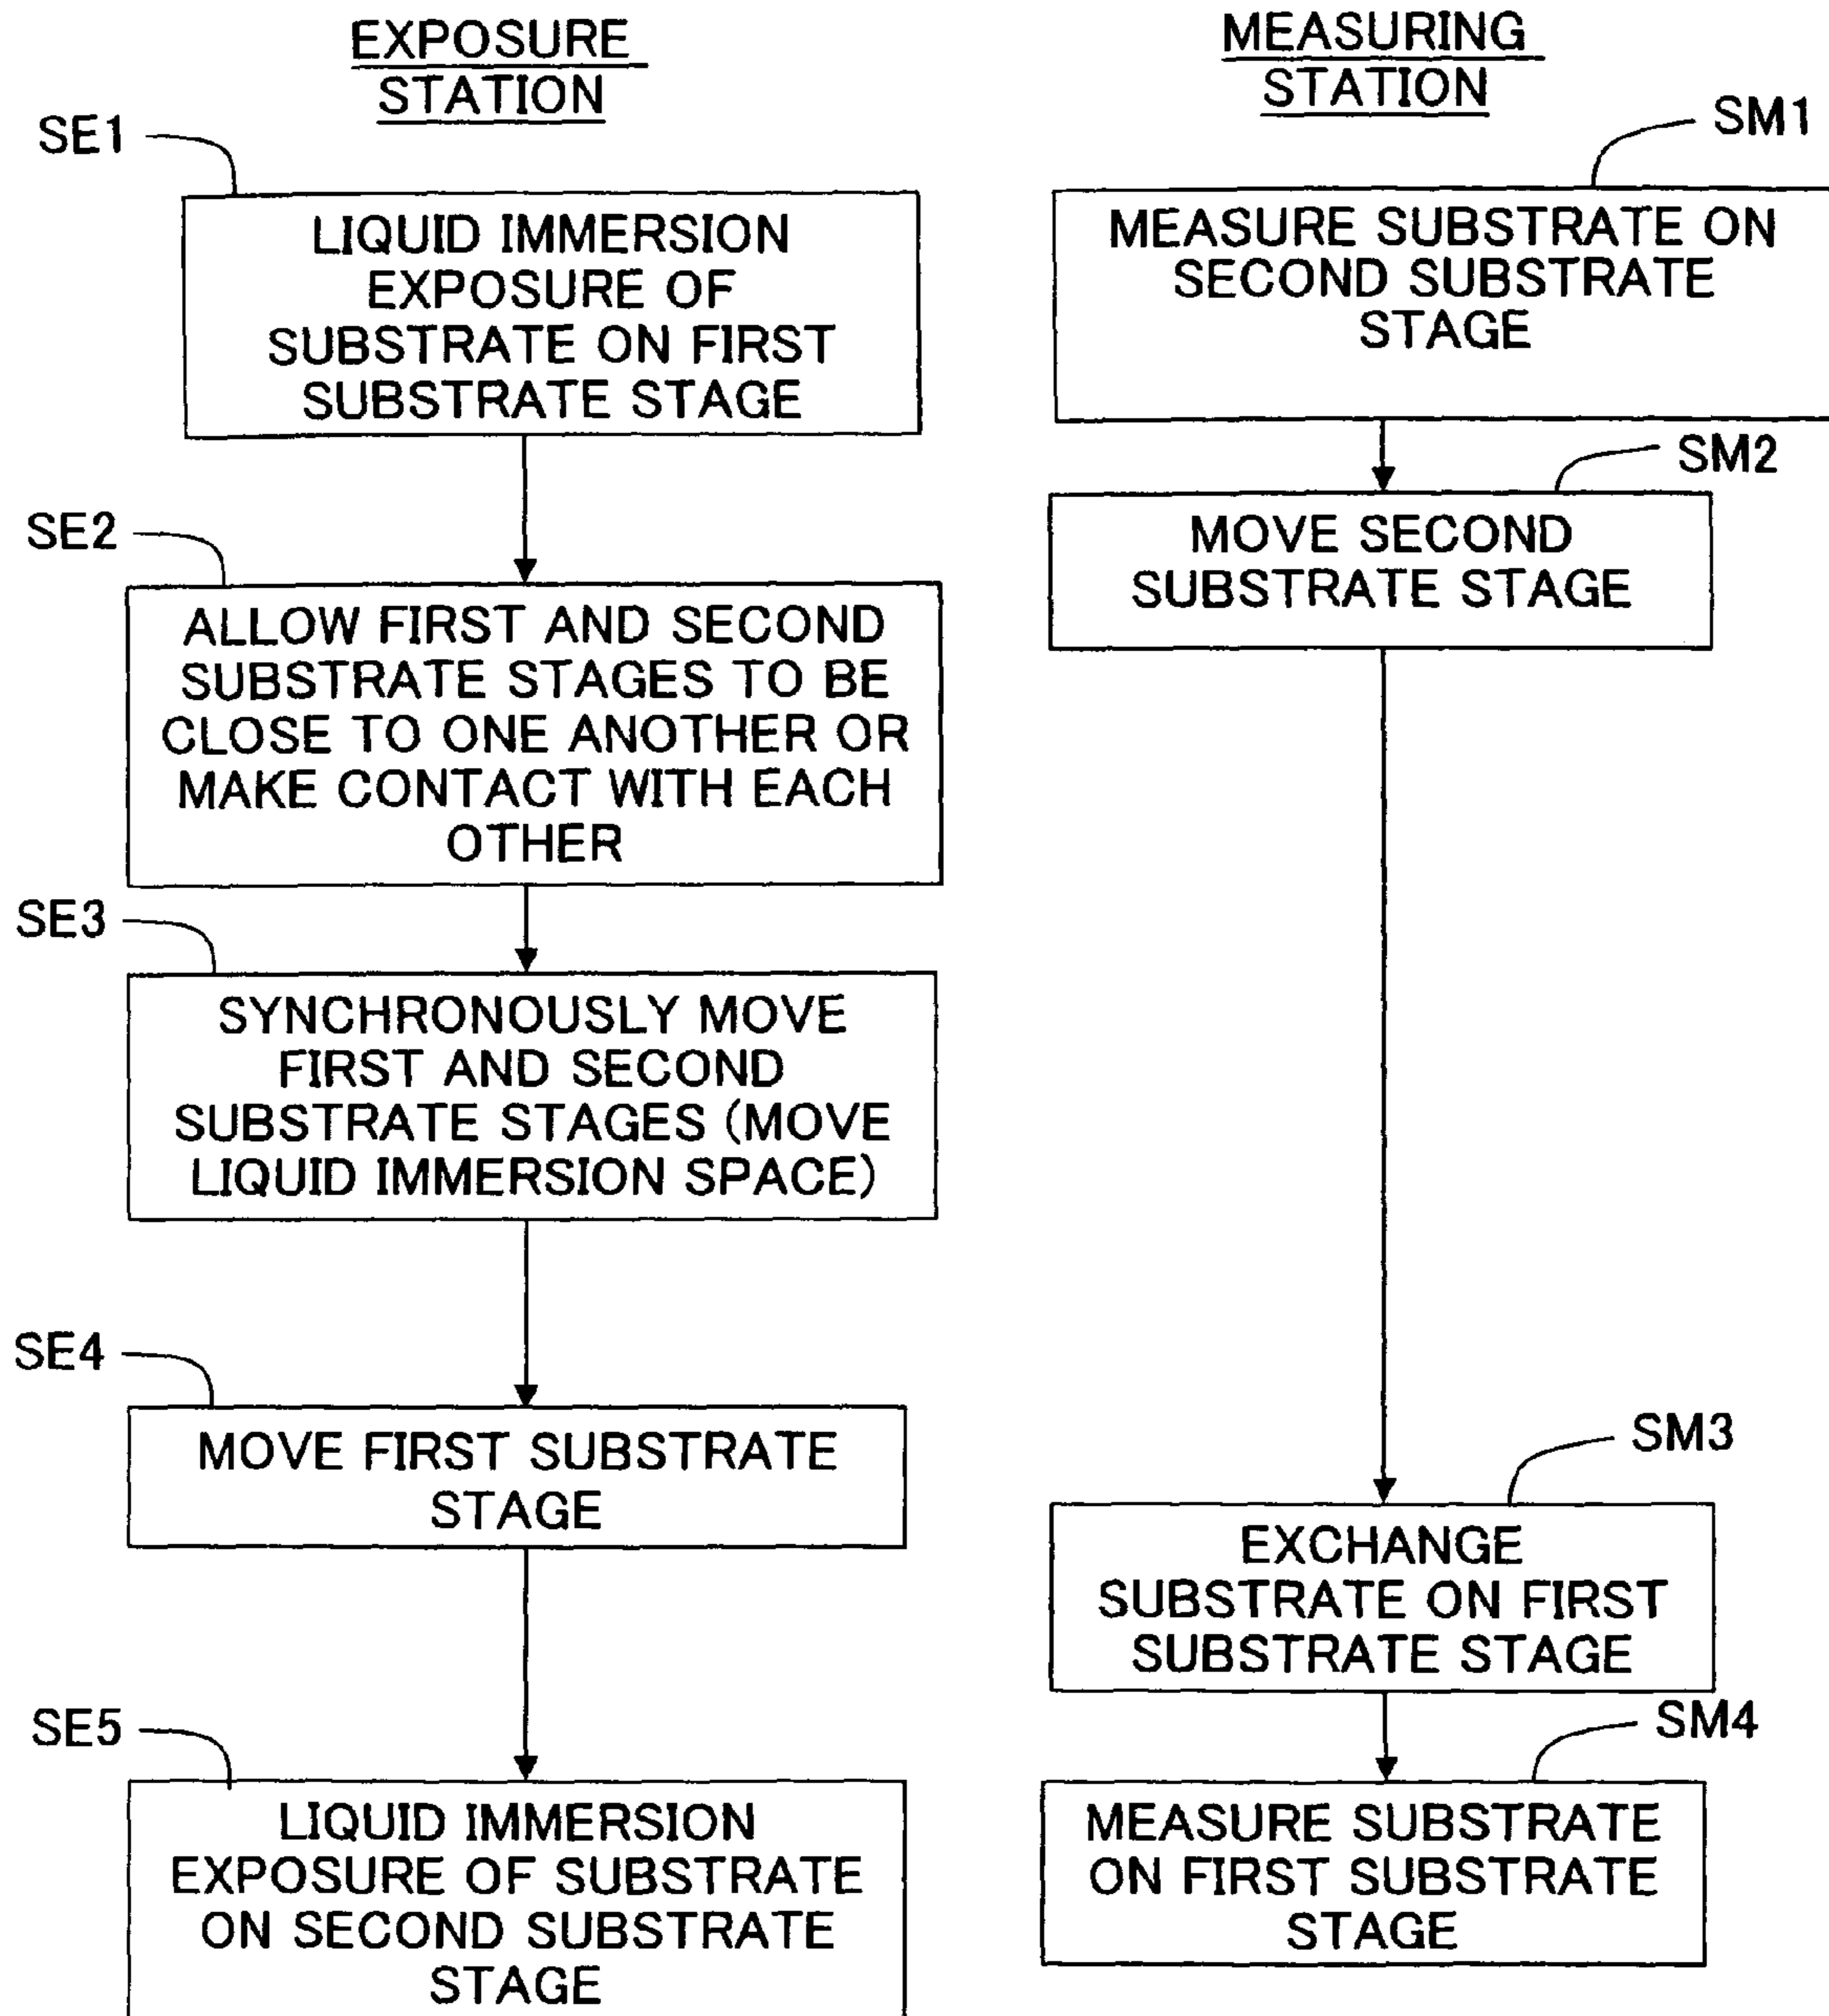 EXPOSURE
STATION
SE1
LIQUID IMMERSION
EXPOSURE OF
SUBSTRATE ON FIRST
SUBSTRATE STAGE
SE2
ALLOW FIRST AND SECOND
SUBSTRATE STAGES TO BE
CLOSE TO ONE ANOTHER OR
MAKE CONTACT WITH EACH
OTHER
SE3
SYNCHRONOUSLY MOVE
FIRST AND SECOND
SUBSTRATE STAGES (MOVE
LIQUID IMMERSION SPACE)
SE4
MOVE FIRST SUBSTRATE
STAGE
SE5
LIQUID IMMERSION
EXPOSURE OF SUBSTRATE
ON SECOND SUBSTRATE
STAGE
MEASURING
STATION
SM1
MEASURE SUBSTRATE ON
SECOND SUBSTRATE
STAGE
SM2
MOVE SECOND
SUBSTRATE STAGE
SM3
EXCHANGE
SUBSTRATE ON FIRST
SUBSTRATE STAGE
SM4
MEASURE SUBSTRATE
ON FIRST SUBSTRATE
STAGE